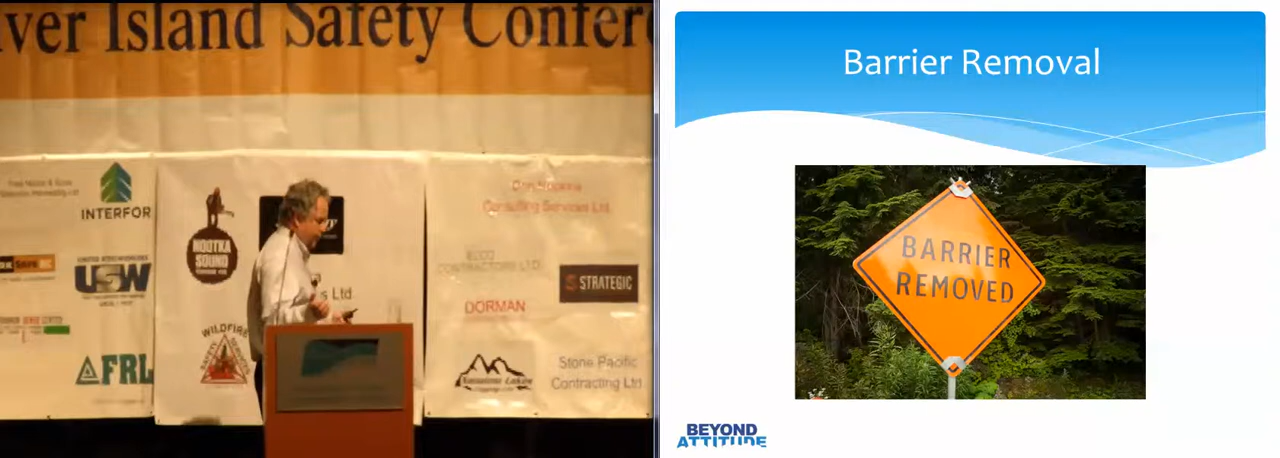 ver Island Safety Confer
INTERFOR
NOOTKA
SOUND
USW
s Ltd.
AFRL
WILDFIRE
Consulting Services Ltd.
ECCO
CONTRACTORS LTD.
STRATEGIC
DORMAN
Stone Pacific
Contracting Ltd
Barrier Removal
BARRIER
REMOVED
BEYOND
ATTITUDE